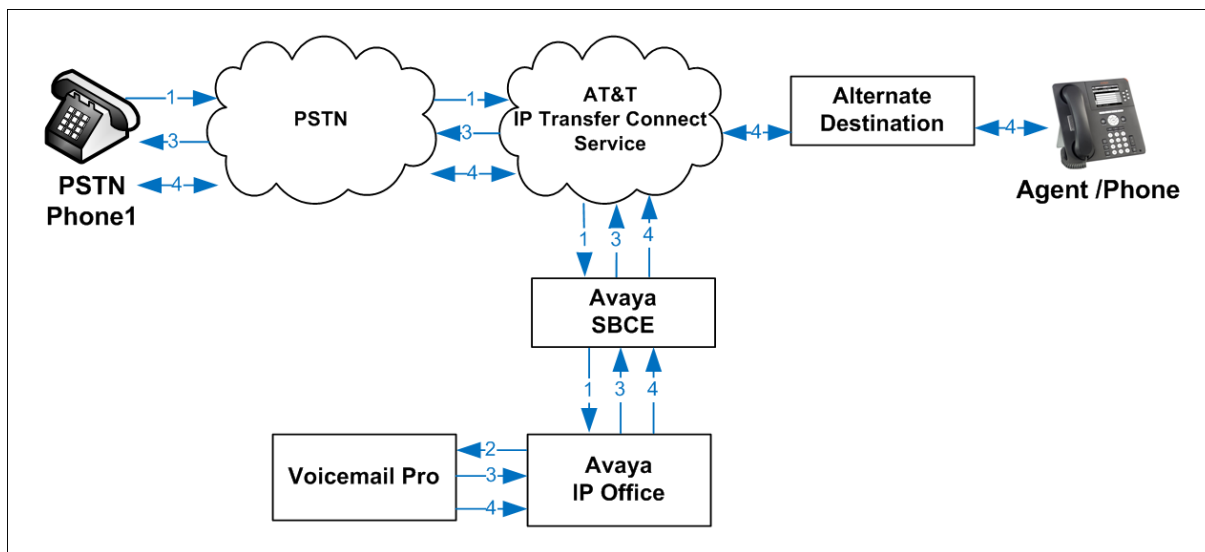 1
3
4
PSTN
Phone1
PSTN
1
3
4
AT&T
IP Transfer Connect
Service
4
Alternate
Destination
4
Agent /Phone
1
3
4
Avaya
SBCE
1
3
4
Voicemail Pro
2
3
4
Avaya
IP Office